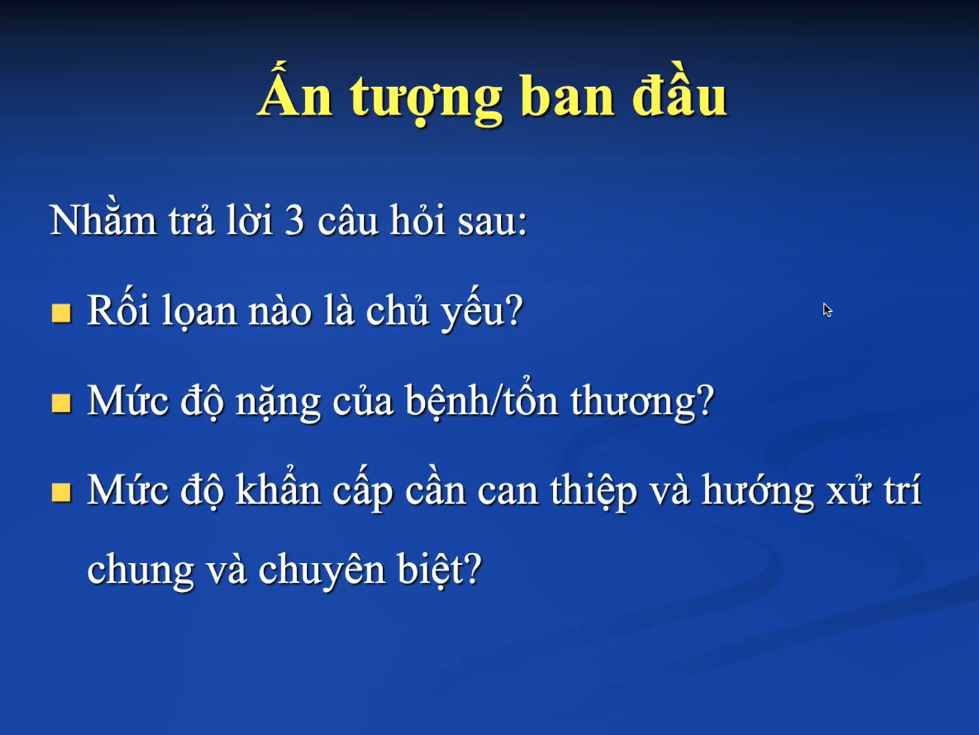 Ấn tượng ban đầu
Nhằm trả lời 3 câu hỏi sau:
Rối lọan nào là chủ yếu?
Mức độ nặng của bệnh/tổn thương?
Mức độ khẩn cấp cần can thiệp và hướng xử trí
chung và chuyên biệt?